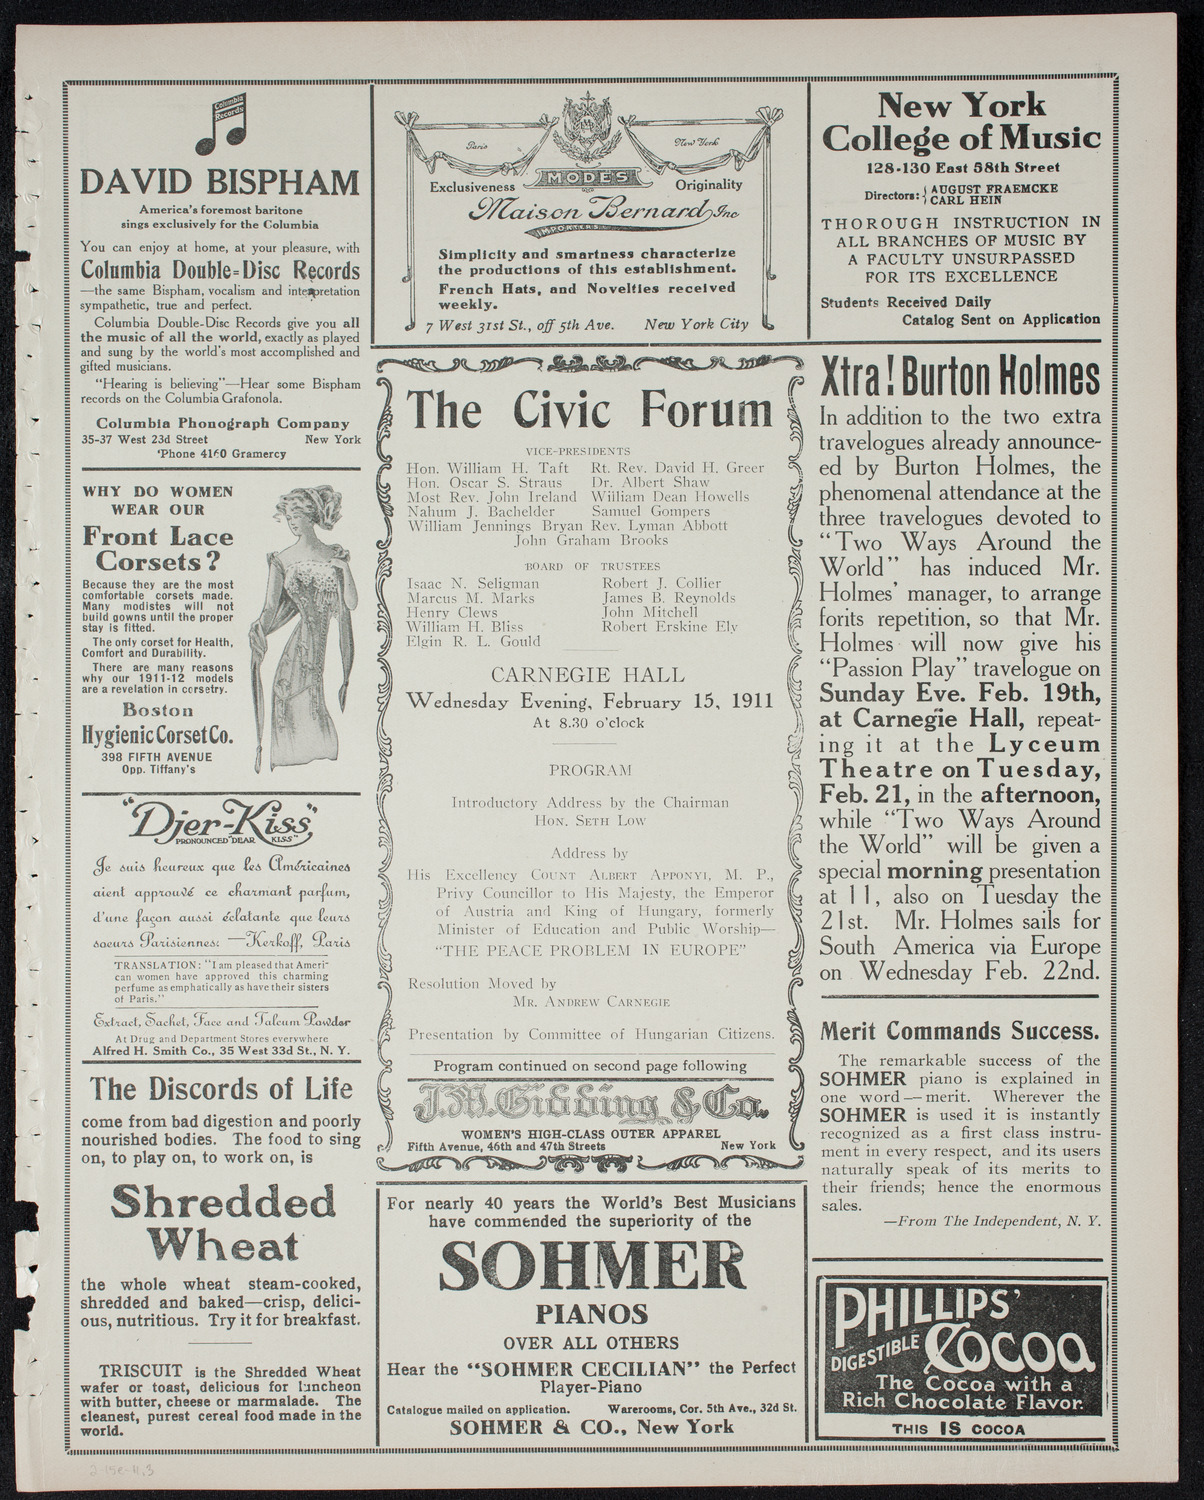 Columbia
Records
DAVID BISPHAM
America's foremost baritone
sings exclusively for the Columbia
You can enjoy at home, at your pleasure, with
Columbia Double=Disc Records
—the same Bispham, vocalism and interpretation
sympathetic, true and perfect.
Columbia Double-Disc Records give you all
the music of all the world, exactly as played
and sung by the world's most accomplished and
gifted musicians.
"Hearing is believing"—Hear some Bispham
records on the Columbia Grafonola.
Columbia Phonograph Company
35-37 West 23d Street New York
'Phone 4160 Gramercy
WHY DO WOMEN
WEAR OUR
Front Lace
Corsets?
Because they are the most
comfortable corsets made.
Many modistes will not
build gowns until the proper
stay is fitted.
The only corset for Health,
Comfort and Durability.
There are many reasons
why our 1911-12 models
are a revelation in corsetry.
Boston
Hygienic Corset Co.
398 FIFTH AVENUE
Opp. Tiffany's
"Djer-Kiss"
PRONOUNCED "DEAR KISS"
Je suis heureux que les Américaines
aient approuvé ce charmant parfum,
d'une façon aussi éclatante que leurs
soeurs Parisiennes: —Kerkoff, Paris
TRANSLATION: "I am pleased that Ameri-
can women have approved this charming
perfume as emphatically as have their sisters
of Paris."
Extract, Sachet, Face and Talcum Powder
At Drug and Department Stores everywhere
Alfred H. Smith Co., 35 West 33d St., N. Y.
The Discords of Life
come from bad digestion and poorly
nourished bodies. The food to sing
on, to play on, to work on, is
Shredded
Wheat
the whole wheat steam-cooked,
shredded and baked—crisp, delici-
ous, nutritious. Try it for breakfast.
TRISCUIT is the Shredded Wheat
wafer or toast, delicious for luncheon
with butter, cheese or marmalade. The
cleanest, purest cereal food made in the
world.
Paris New York
Exclusiveness MODES Originality
Maison Bernard Inc
IMPORTERS
Simplicity and smartness characterize
the productions of this establishment.
French Hats, and Novelties received
weekly.
7 West 31st St., off 5th Ave. New York City
The Civic Forum
VICE-PRESIDENTS
Hon. William H. Taft Rt. Rev. David H. Greer
Hon. Oscar S. Straus Dr. Albert Shaw
Most Rev. John Ireland William Dean Howells
Nahum J. Bachelder Samuel Gompers
William Jennings Bryan Rev. Lyman Abbott
John Graham Brooks
BOARD OF TRUSTEES
Isaac N. Seligman Robert J. Collier
Marcus M. Marks James B. Reynolds
Henry Clews John Mitchell
William H. Bliss Robert Erskine Ely
Elgin R. L. Gould
CARNEGIE HALL
Wednesday Evening, February 15, 1911
At 8.30 o'clock
PROGRAM
Introductory Address by the Chairman
HON. SETH LOW
Address by
His Excellency COUNT ALBERT APPONYI, M. P.,
Privy Councillor to His Majesty, the Emperor
of Austria and King of Hungary, formerly
Minister of Education and Public Worship—
"THE PEACE PROBLEM IN EUROPE"
Resolution Moved by
MR. ANDREW CARNEGIE
Presentation by Committee of Hungarian Citizens.
Program continued on second page following
J.M. Gidding & Co.
WOMEN'S HIGH-CLASS OUTER APPAREL
Fifth Avenue, 46th and 47th Streets New York
For nearly 40 years the World's Best Musicians
have commended the superiority of the
SOHMER
PIANOS
OVER ALL OTHERS
Hear the "SOHMER CECILIAN" the Perfect
Player-Piano
Catalogue mailed on application. Warerooms, Cor. 5th Ave., 32d St.
SOHMER & CO., New York
New York
College of Music
128-130 East 58th Street
Directors: { AUGUST FRAEMCKE
CARL HEIN
THOROUGH INSTRUCTION IN
ALL BRANCHES OF MUSIC BY
A FACULTY UNSURPASSED
FOR ITS EXCELLENCE
Students Received Daily
Catalog Sent on Application
Xtra! Burton Holmes
In addition to the two extra
travelogues already announce-
ed by Burton Holmes, the
phenomenal attendance at the
three travelogues devoted to
"Two Ways Around the
World" has induced Mr.
Holmes' manager, to arrange
forits repetition, so that Mr.
Holmes will now give his
"Passion Play" travelogue on
Sunday Eve. Feb. 19th,
at Carnegie Hall, repeat-
ing it at the Lyceum
Theatre on Tuesday,
Feb. 21, in the afternoon,
while "Two Ways Around
the World" will be given a
special morning presentation
at 11, also on Tuesday the
21st. Mr. Holmes sails for
South America via Europe
on Wednesday Feb. 22nd.
Merit Commands Success.
The remarkable success of the
SOHMER piano is explained in
one word—merit. Wherever the
SOHMER is used it is instantly
recognized as a first class instru-
ment in every respect, and its users
naturally speak of its merits to
their friends; hence the enormous
sales.
—From The Independent, N. Y.
PHILLIPS'
DIGESTIBLE COCOA
The Cocoa with a
Rich Chocolate Flavor.
THIS IS COCOA